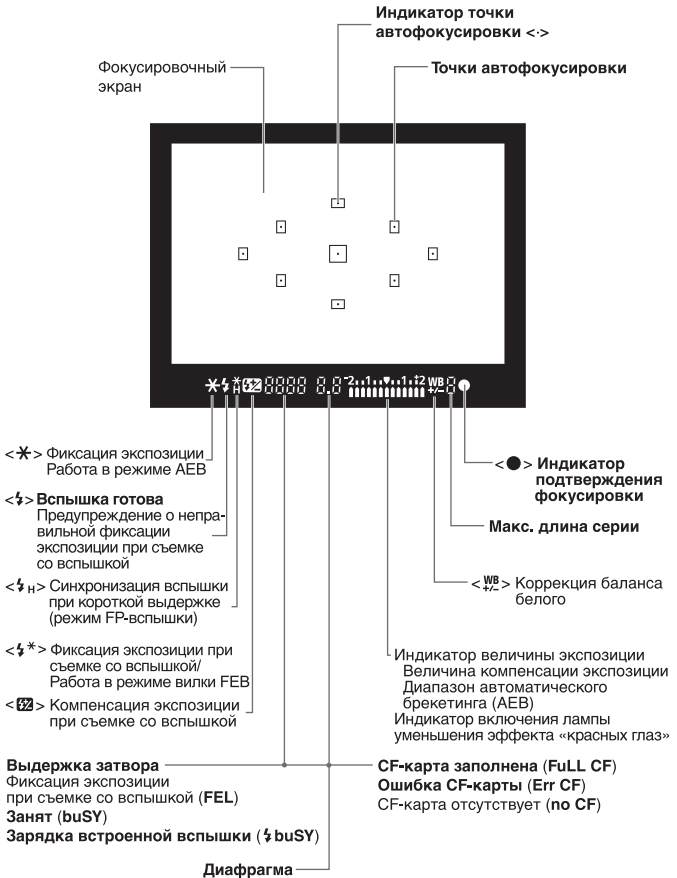 Индикатор точки
автофокусировки <·>
Фокусировочный
экран
Точки автофокусировки
-2..1..▼..1.+2 WB
+/-
<✱> Фиксация экспозиции
Работа в режиме AEB
<⚡> Вспышка готова
Предупреждение о непра-
вильной фиксации
экспозиции при съемке
со вспышкой
<⚡H> Синхронизация вспышки
при короткой выдержке
(режим FP-вспышки)
<⚡✱> Фиксация экспозиции при
съемке со вспышкой/
Работа в режиме вилки FEB
<⚡±> Компенсация экспозиции
при съемке со вспышкой
<●> Индикатор
подтверждения
фокусировки
Макс. длина серии
<WB +/-> Коррекция баланса
белого
Индикатор величины экспозиции
Величина компенсации экспозиции
Диапазон автоматического
брекетинга (AEB)
Индикатор включения лампы
уменьшения эффекта «красных глаз»
Выдержка затвора
Фиксация экспозиции
при съемке со вспышкой (FEL)
Занят (buSY)
Зарядка встроенной вспышки (⚡buSY)
CF-карта заполнена (FuLL CF)
Ошибка CF-карты (Err CF)
CF-карта отсутствует (no CF)
Диафрагма